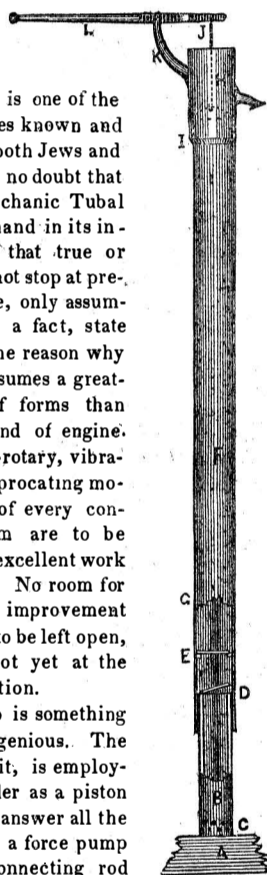 L
J
K
is one of the
es known and
I
both Jews and
no doubt that
chanic Tubal
hand in its in-
that true or
not stop at pre-
e, only assum-
a fact, state
he reason why
sumes a great-
f forms than
nd of engine.
F
rotary, vibra-
procating mo-
of every con-
m are to be
excellent work
No room for
G
improvement
to be left open,
E
ot yet at the
D
tion.
is something
genious. The
it, is employ-
B
der as a piston
C
answer all the
A
a force pump
onnecting rod